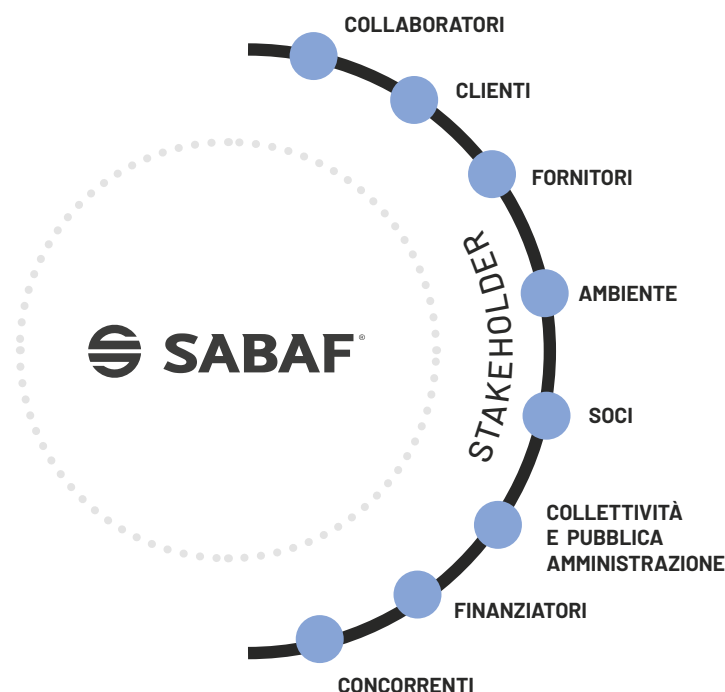 COLLABORATORI
CLIENTI
FORNITORI
STAKEHOLDER
AMBIENTE
SABAF®
SOCI
COLLETTIVITÀ
E PUBBLICA
AMMINISTRAZIONE
FINANZIATORI
CONCORRENTI